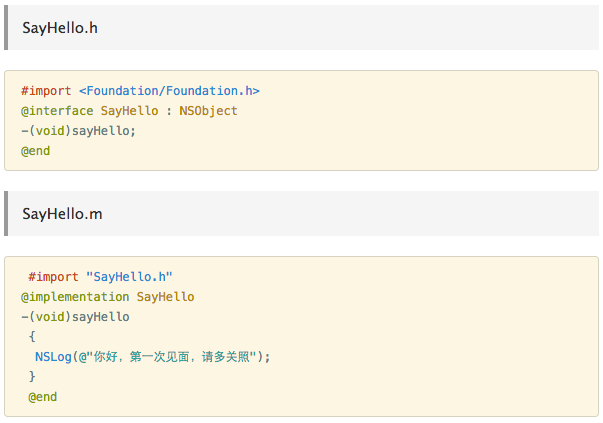 SayHello.h
#import <Foundation/Foundation.h>
@interface SayHello : NSObject
-(void)sayHello;
@end
SayHello.m
#import "SayHello.h"
@implementation SayHello
-(void)sayHello
{
NSLog(@"你好，第一次见面，请多关照");
}
@end